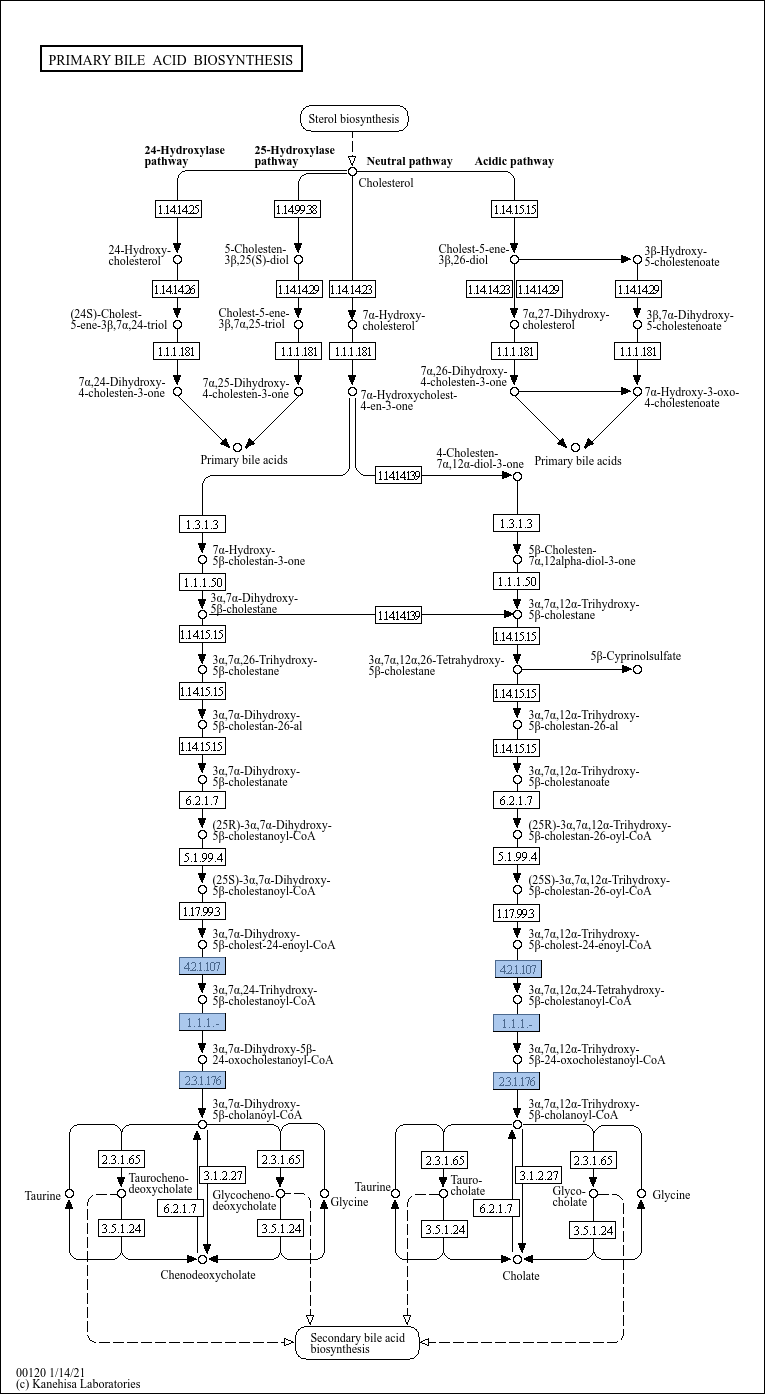 PRIMARY BILE ACID BIOSYNTHESIS
Sterol biosynthesis
24-Hydroxylase
pathway
25-Hydroxylase
pathway
Neutral pathway
Acidic pathway
Cholesterol
1.14.14.25
1.14.99.38
1.14.15.15
24-Hydroxy-
cholesterol
5-Cholesten-
3β,25(S)-diol
Cholest-5-ene-
3β,26-diol
3β-Hydroxy-
5-cholestenoate
1.14.14.26
1.14.14.29
1.14.14.23
1.14.14.23
1.14.14.29
1.14.14.29
(24S)-Cholest-
5-ene-3β,7α,24-triol
Cholest-5-ene-
3β,7α,25-triol
7α-Hydroxy-
cholesterol
7α,27-Dihydroxy-
cholesterol
3β,7α-Dihydroxy-
5-cholestenoate
1.1.1.181
1.1.1.181
1.1.1.181
1.1.1.181
1.1.1.181
7α,24-Dihydroxy-
4-cholesten-3-one
7α,25-Dihydroxy-
4-cholesten-3-one
7α-Hydroxycholest-
4-en-3-one
7α,26-Dihydroxy-
4-cholesten-3-one
7α-Hydroxy-3-oxo-
4-cholestenoate
Primary bile acids
Primary bile acids
4-Cholesten-
7α,12α-diol-3-one
1.14.14.139
1.3.1.3
1.3.1.3
7α-Hydroxy-
5β-cholestan-3-one
5β-Cholesten-
7α,12alpha-diol-3-one
1.1.1.50
1.1.1.50
3α,7α-Dihydroxy-
5β-cholestane
1.14.14.139
3α,7α,12α-Trihydroxy-
5β-cholestane
1.14.15.15
1.14.15.15
3α,7α,26-Trihydroxy-
5β-cholestane
3α,7α,12α,26-Tetrahydroxy-
5β-cholestane
5β-Cyprinolsulfate
1.14.15.15
1.14.15.15
3α,7α-Dihydroxy-
5β-cholestan-26-al
3α,7α,12α-Trihydroxy-
5β-cholestan-26-al
1.14.15.15
1.14.15.15
3α,7α-Dihydroxy-
5β-cholestanate
3α,7α,12α-Trihydroxy-
5β-cholestanoate
6.2.1.7
6.2.1.7
(25R)-3α,7α-Dihydroxy-
5β-cholestanoyl-CoA
(25R)-3α,7α,12α-Trihydroxy-
5β-cholestan-26-oyl-CoA
5.1.99.4
5.1.99.4
(25S)-3α,7α-Dihydroxy-
5β-cholestanoyl-CoA
(25S)-3α,7α,12α-Trihydroxy-
5β-cholestan-26-oyl-CoA
1.17.99.3
1.17.99.3
3α,7α-Dihydroxy-
5β-cholest-24-enoyl-CoA
3α,7α,12α-Trihydroxy-
5β-cholest-24-enoyl-CoA
4.2.1.107
4.2.1.107
3α,7α,24-Trihydroxy-
5β-cholestanoyl-CoA
3α,7α,12α,24-Tetrahydroxy-
5β-cholestanoyl-CoA
1.1.1.-
1.1.1.-
3α,7α-Dihydroxy-5β-
24-oxocholestanoyl-CoA
3α,7α,12α-Trihydroxy-
5β-24-oxocholestanoyl-CoA
2.3.1.176
2.3.1.176
3α,7α-Dihydroxy-
5β-cholanoyl-CoA
3α,7α,12α-Trihydroxy-
5β-cholanoyl-CoA
2.3.1.65
2.3.1.65
2.3.1.65
2.3.1.65
3.1.2.27
3.1.2.27
Taurine
Taurocheno-
deoxycholate
Glycocheno-
deoxycholate
Glycine
Taurine
Tauro-
cholate
Glyco-
cholate
Glycine
6.2.1.7
6.2.1.7
3.5.1.24
3.5.1.24
3.5.1.24
3.5.1.24
Chenodeoxycholate
Cholate
Secondary bile acid
biosynthesis
00120 1/14/21
(c) Kanehisa Laboratories